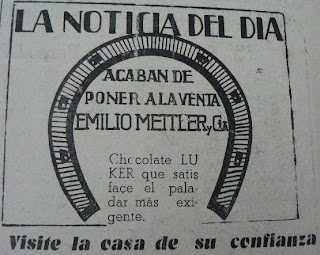 LA NOTICIA DEL DIA
ACABAN DE
PONER A LA VENTA
EMILIO MEITLER y Cia
Chocolate LU
KER que satis
face el pala-
dar más exi-
gente.
Visite la casa de su confianza